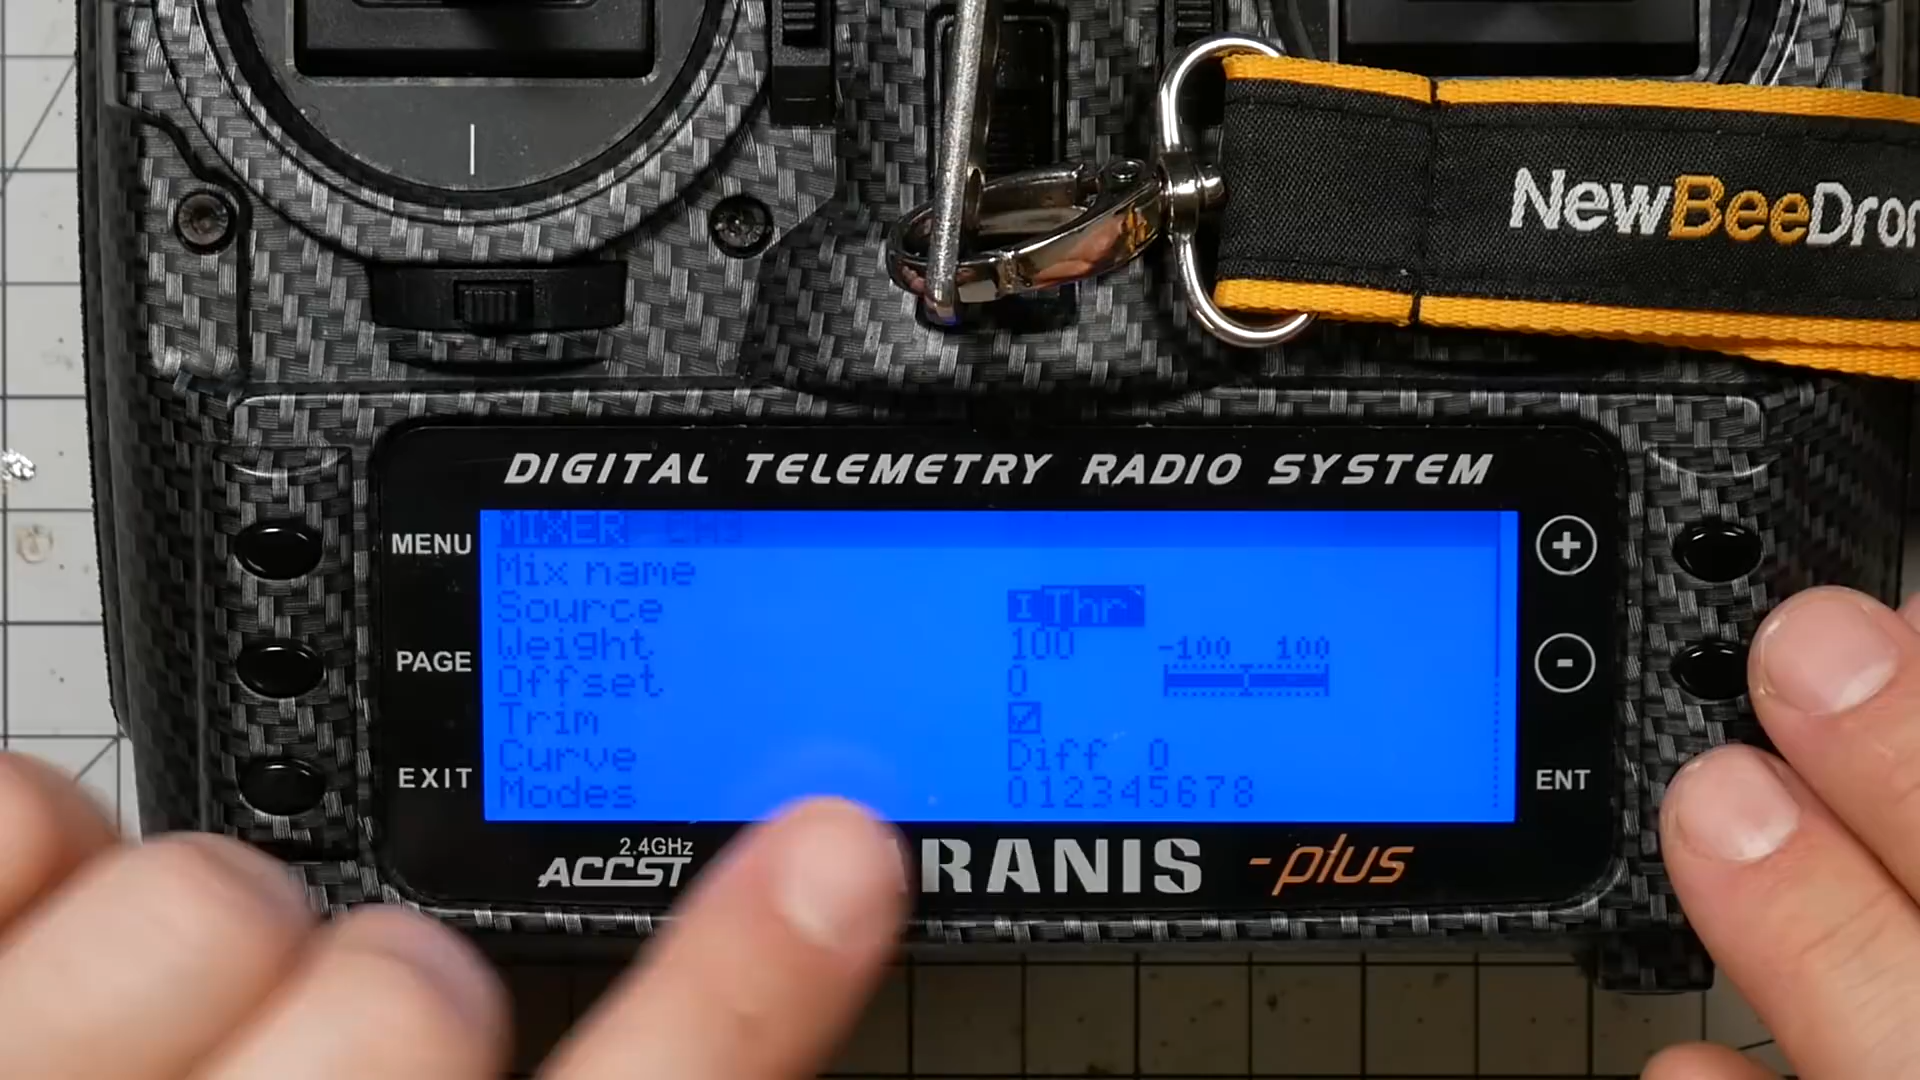 NewBeeDron
DIGITAL TELEMETRY RADIO SYSTEM
MENU
PAGE
EXIT
MIXER
Mix name
Source I Thr
Weight 100 -100 100
Offset 0
Trim
Curve Diff 0
Modes 012345678
+
-
ENT
2.4GHz
ACCST
RANIS -plus